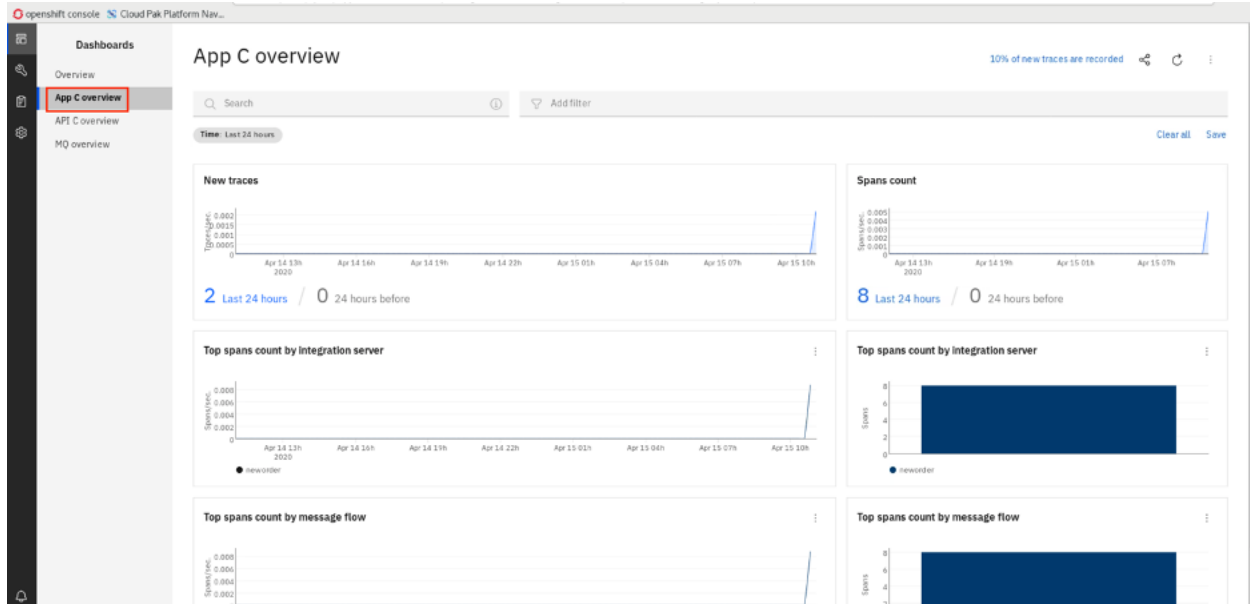 openshift console Cloud Pak Platform Nav...
Dashboards
Overview
App C overview
API C overview
MQ overview
App C overview
10% of new traces are recorded
Search
Add filter
Time: Last 24 hours
Clear all Save
New traces
Traces/sec.
0.002
0.0015
0.001
0.0005
0
Apr 14 13h Apr 14 16h Apr 14 19h Apr 14 22h Apr 15 01h Apr 15 04h Apr 15 07h Apr 15 10h
2020
2 Last 24 hours / 0 24 hours before
Spans count
Spans/sec.
0.005
0.004
0.003
0.002
0.001
0
Apr 14 13h Apr 14 19h Apr 15 01h Apr 15 07h
2020
8 Last 24 hours / 0 24 hours before
Top spans count by integration server
Spans/sec.
0.008
0.006
0.004
0.002
0
Apr 14 13h Apr 14 16h Apr 14 19h Apr 14 22h Apr 15 01h Apr 15 04h Apr 15 07h Apr 15 10h
2020
neworder
Top spans count by integration server
Spans
8
6
4
2
0
neworder
Top spans count by message flow
Spans/sec.
0.008
0.006
0.004
0.002
Top spans count by message flow
Spans
8
6
4